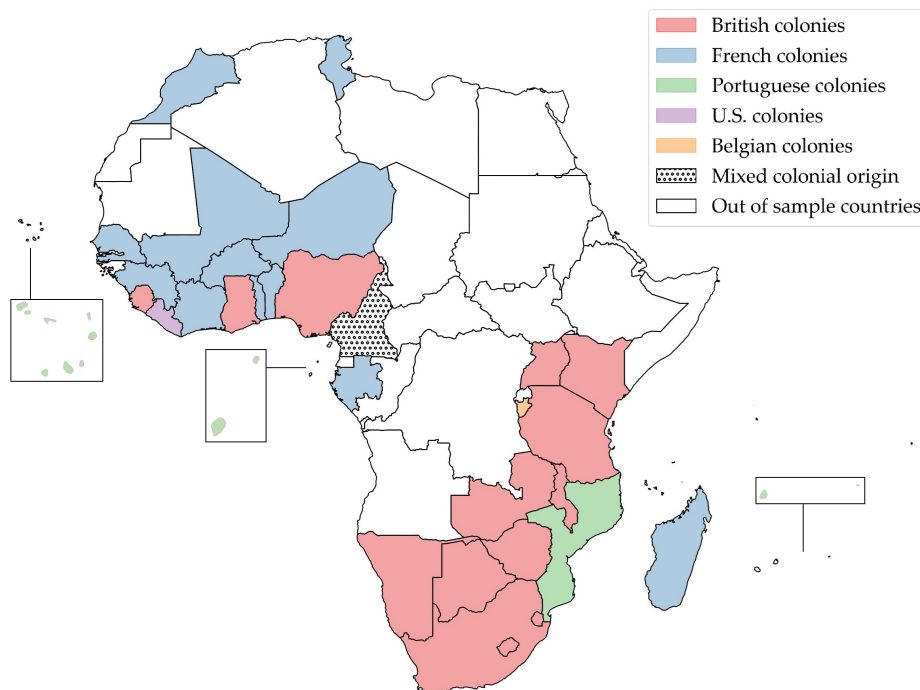 British colonies
French colonies
Portuguese colonies
U.S. colonies
Belgian colonies
Mixed colonial origin
Out of sample countries